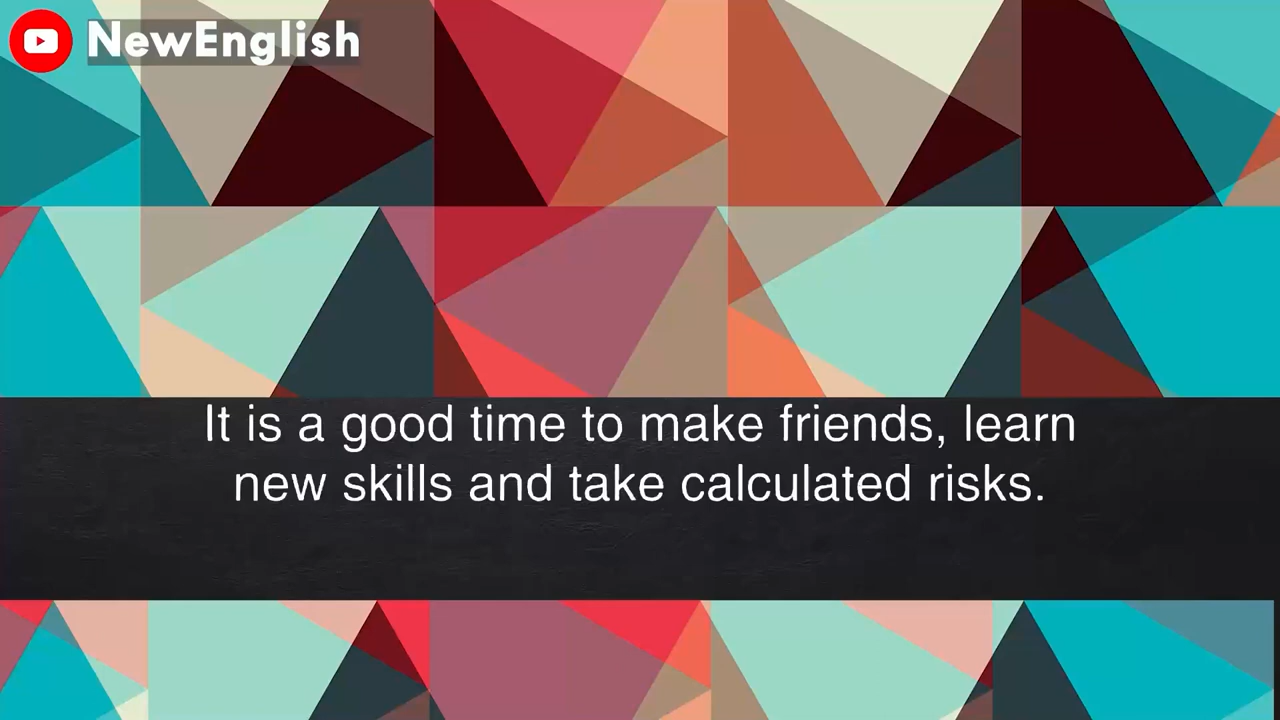 NewEnglish
It is a good time to make friends, learn
new skills and take calculated risks.